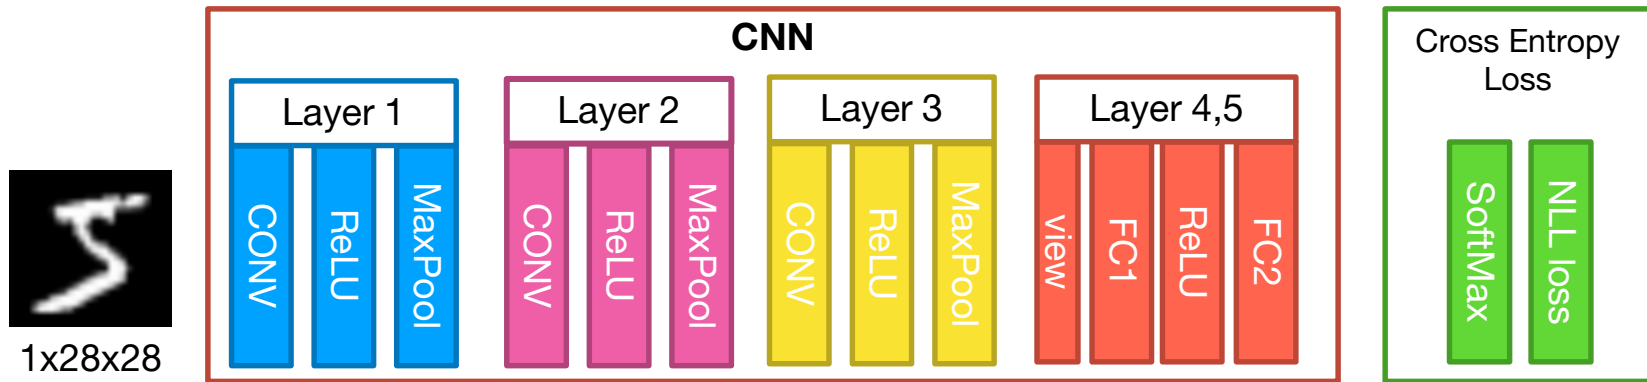 CNN
Cross Entropy
Loss
Layer 1
Layer 2
Layer 3
Layer 4,5
CONV
ReLU
MaxPool
CONV
ReLU
MaxPool
CONV
ReLU
MaxPool
view
FC1
ReLU
FC2
SoftMax
NLL loss
1x28x28